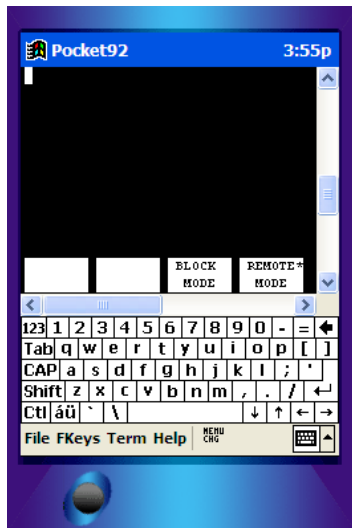 Pocket92 3:55p
BLOCK REMOTE*
MODE MODE
123 1 2 3 4 5 6 7 8 9 0 - =
Tab q w e r t y u i o p [ ]
CAP a s d f g h j k l ; '
Shift z x c v b n m , . /
Ctl áü ` \
File FKeys Term Help MENU
CHG